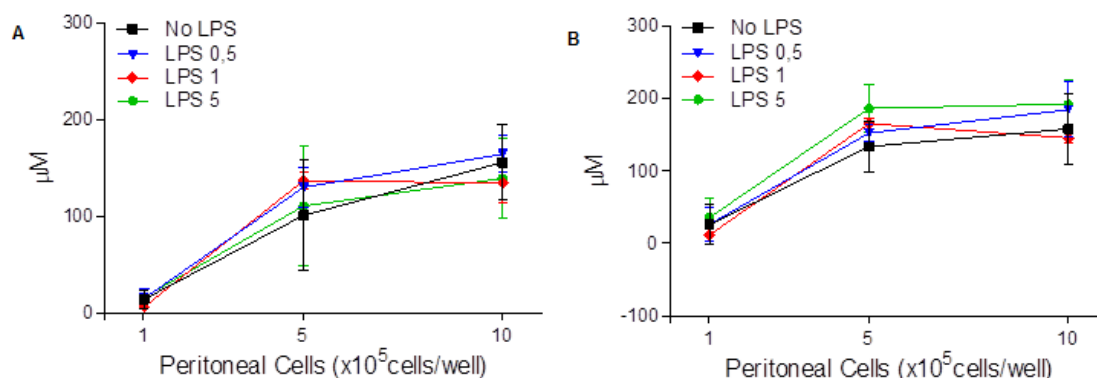 A
300
200
100
0
μM
No LPS
LPS 0,5
LPS 1
LPS 5
1 5 10
Peritoneal Cells (x10⁵cells/well)
B
300
200
100
0
-100
μM
No LPS
LPS 0,5
LPS 1
LPS 5
1 5 10
Peritoneal Cells (x10⁵cells/well)